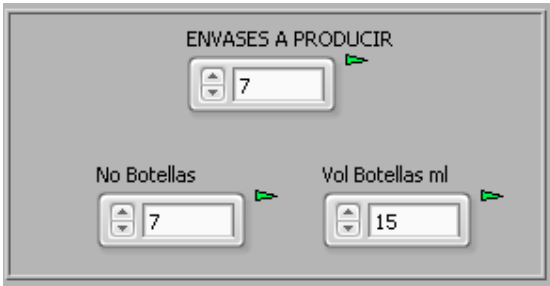 ENVASES A PRODUCIR
7
No Botellas
Vol Botellas ml
7
15